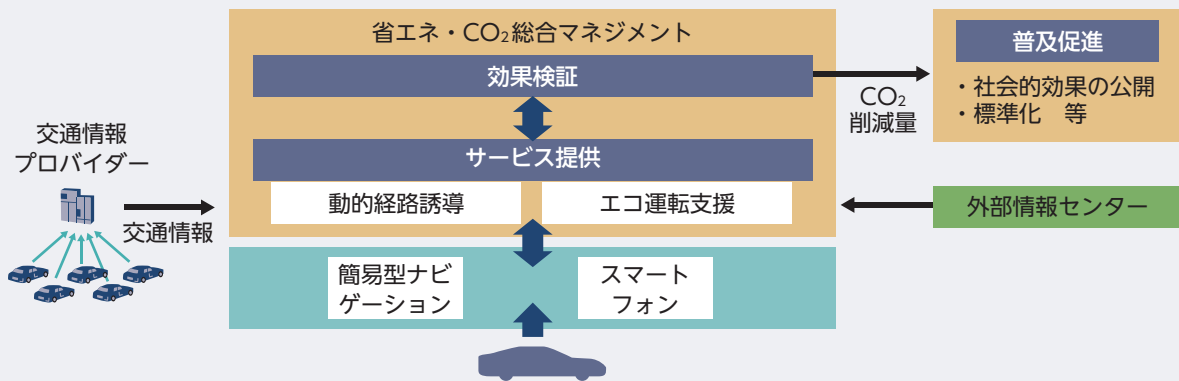 省エネ・CO₂総合マネジメント
効果検証
サービス提供
動的経路誘導
エコ運転支援
簡易型ナビ
ゲーション
スマート
フォン
交通情報
プロバイダー
交通情報
CO₂
削減量
普及促進
・社会的効果の公開
・標準化　等
外部情報センター